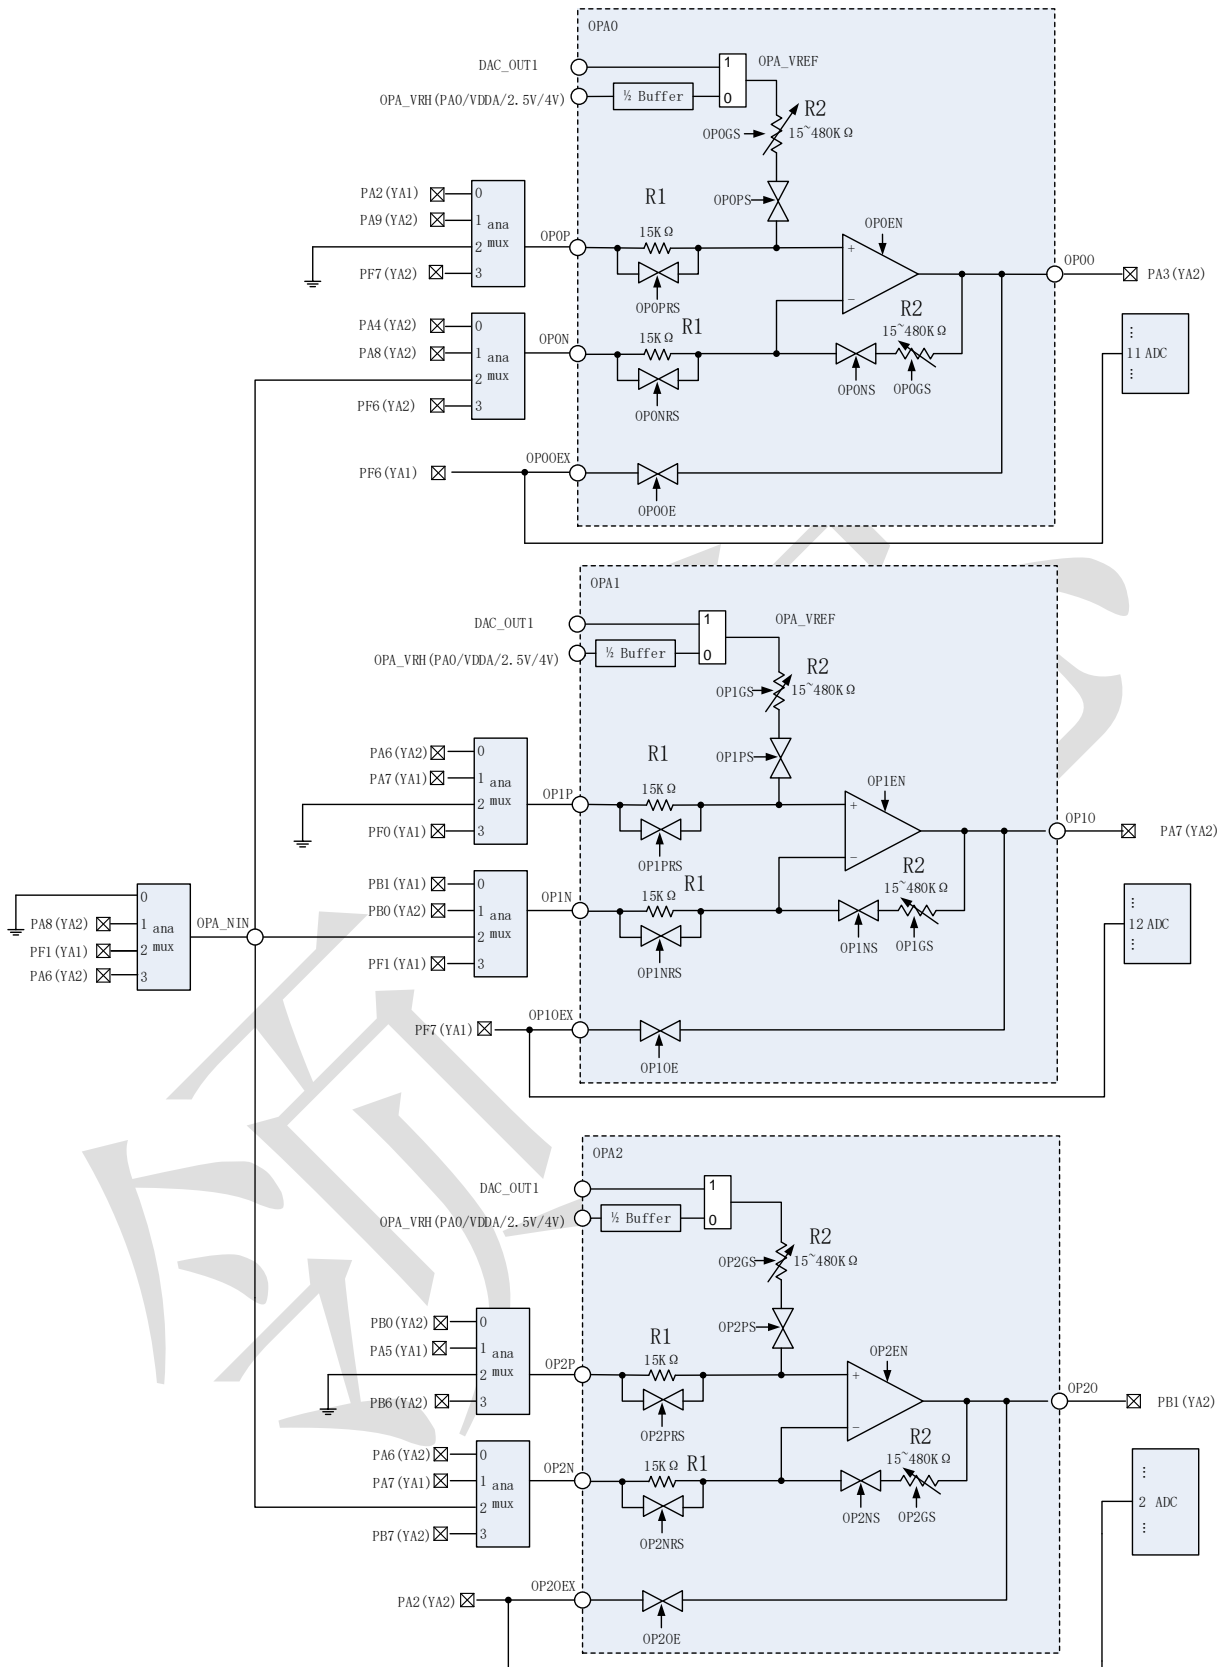 OPA0
DAC_OUT1
1
OPA_VREF
OPA_VRH(PA0/VDDA/2.5V/4V)
½ Buffer
0
R2
OP0GS
15~480KΩ
PA2(YA1)
0
R1
OP0PS
PA9(YA2)
1 ana
mux
OP0P
15KΩ
OP0EN
2
+
PF7(YA2)
3
OP0O
PA3(YA2)
OP0PRS
−
R2
PA4(YA2)
0
R1
15~480KΩ
⋮
PA8(YA2)
1 ana
mux
OP0N
15KΩ
11 ADC
2
⋮
OP0NS
OP0GS
PF6(YA2)
3
OP0NRS
OP0OEX
PF6(YA1)
OP0OE
OPA1
DAC_OUT1
1
OPA_VREF
OPA_VRH(PA0/VDDA/2.5V/4V)
½ Buffer
0
R2
OP1GS
15~480KΩ
PA6(YA2)
0
R1
OP1PS
PA7(YA1)
1 ana
mux
OP1P
15KΩ
OP1EN
2
+
PF0(YA1)
3
OP1O
PA7(YA2)
OP1PRS
−
R2
PB1(YA1)
0
R1
15~480KΩ
0
15KΩ
⋮
PB0(YA2)
1 ana
mux
OP1N
PA8(YA2)
1 ana
mux
OPA_NIN
12 ADC
2
⋮
PF1(YA1)
2
OP1NS
OP1GS
PF1(YA1)
3
OP1NRS
PA6(YA2)
3
OP1OEX
PF7(YA1)
OP1OE
OPA2
DAC_OUT1
1
OPA_VRH(PA0/VDDA/2.5V/4V)
½ Buffer
0
R2
OP2GS
15~480KΩ
PB0(YA2)
0
OP2PS
R1
PA5(YA1)
1 ana
mux
OP2P
15KΩ
OP2EN
2
+
PB6(YA2)
3
OP2O
PB1(YA2)
OP2PRS
−
R2
PA6(YA2)
0
R1
15~480KΩ
OP2N
15KΩ
⋮
PA7(YA1)
1 ana
mux
2
2 ADC
OP2NS
OP2GS
⋮
PB7(YA2)
3
OP2NRS
OP2OEX
PA2(YA2)
OP2OE